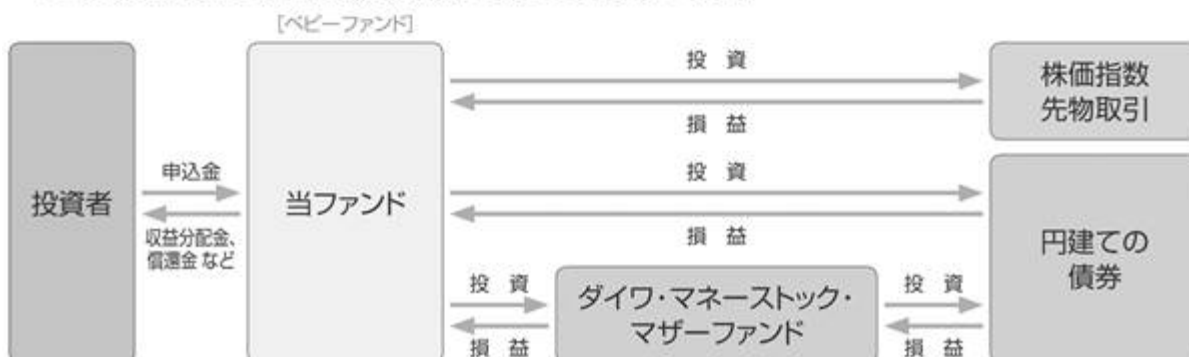 [ベビーファンド]
投資者
申込金
収益分配金、
償還金 など
当ファンド
投 資
損 益
株価指数
先物取引
投 資
損 益
円建ての
債券
投 資
損 益
ダイワ・マネーストック・
マザーファンド
投 資
損 益